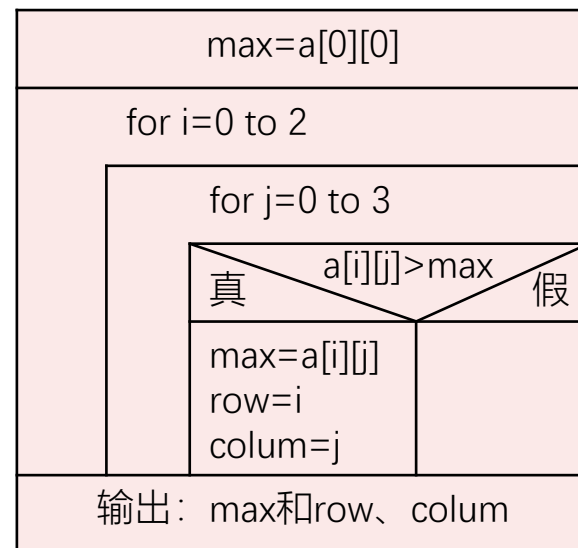 max=a[0][0]
for i=0 to 2
for j=0 to 3
a[i][j]>max
真
假
max=a[i][j]
row=i
colum=j
输出：max和row、colum